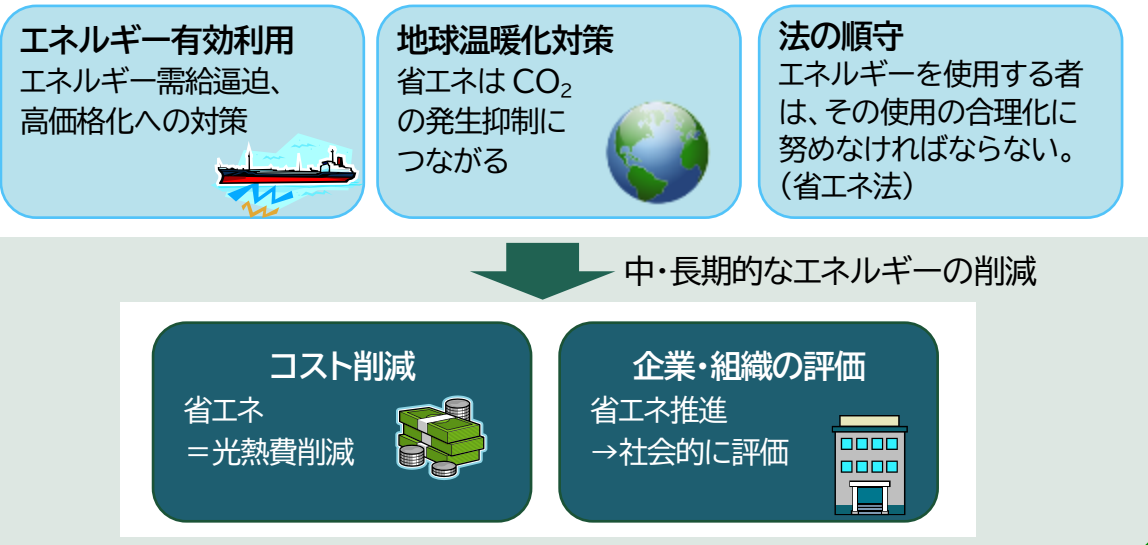 エネルギー有効利用
エネルギー需給逼迫、
高価格化への対策
地球温暖化対策
省エネは CO₂
の発生抑制に
つながる
法の順守
エネルギーを使用する者
は、その使用の合理化に
努めなければならない。
（省エネ法）
中・長期的なエネルギーの削減
コスト削減
省エネ
＝光熱費削減
企業・組織の評価
省エネ推進
→社会的に評価